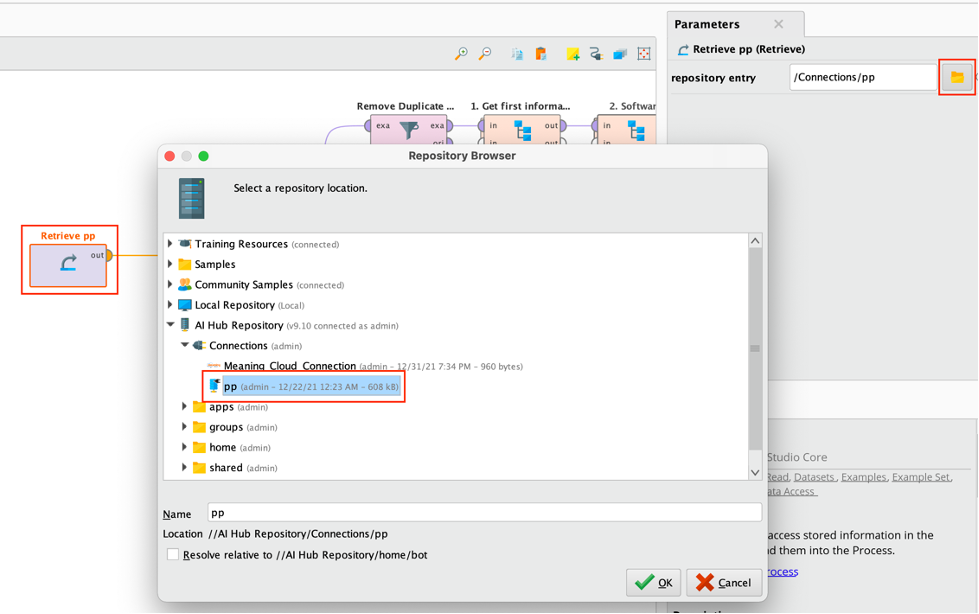 Parameters
Retrieve pp (Retrieve)
repository entry /Connections/pp
Remove Duplicate ... 1. Get first informa... 2. Softwar
exa exa in out in
ori
Repository Browser
Select a repository location.
Training Resources (connected)
Samples
Community Samples (connected)
Local Repository (Local)
AI Hub Repository (v9.10 connected as admin)
Connections (admin)
Meaning_Cloud_Connection (admin – 12/31/21 7:34 PM – 960 bytes)
pp (admin – 12/22/21 12:23 AM – 608 kB)
apps (admin)
groups (admin)
home (admin)
shared (admin)
Name pp
Location //AI Hub Repository/Connections/pp
Resolve relative to //AI Hub Repository/home/bot
OK Cancel
Retrieve pp
out
Studio Core
Read, Datasets, Examples, Example Set,
ata Access
access stored information in the
d them into the Process.
rocess